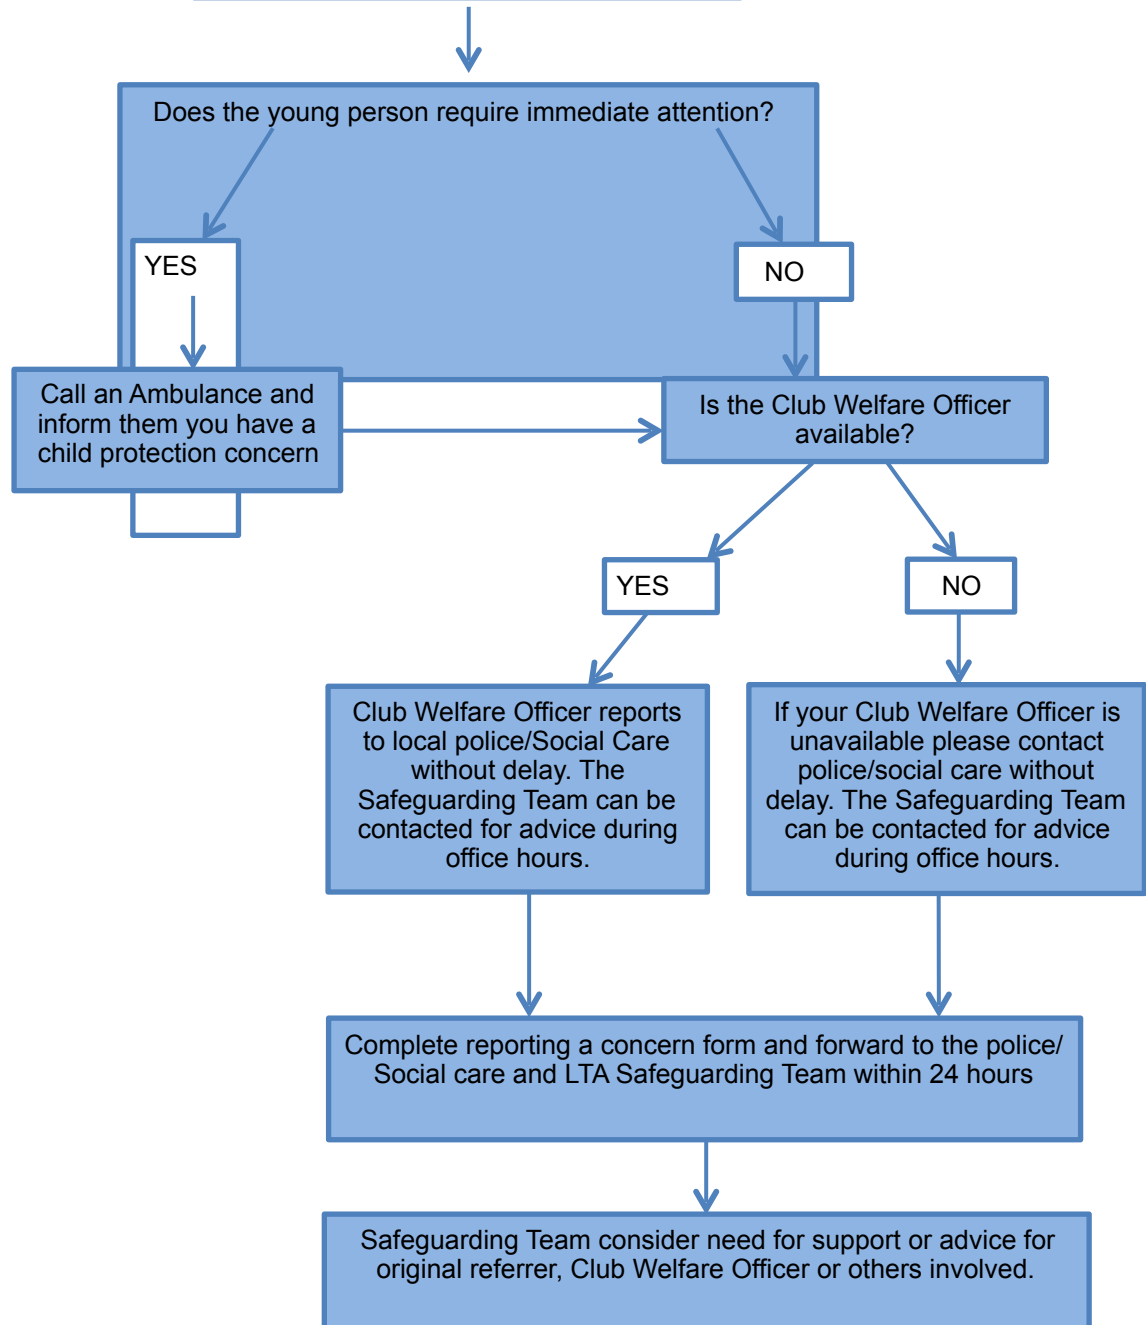 Does the young person require immediate attention?
YES
NO
Call an Ambulance and
inform them you have a
child protection concern
Is the Club Welfare Officer
available?
YES
NO
Club Welfare Officer reports
to local police/Social Care
without delay. The
Safeguarding Team can be
contacted for advice during
office hours.
If your Club Welfare Officer is
unavailable please contact
police/social care without
delay. The Safeguarding Team
can be contacted for advice
during office hours.
Complete reporting a concern form and forward to the police/
Social care and LTA Safeguarding Team within 24 hours
Safeguarding Team consider need for support or advice for
original referrer, Club Welfare Officer or others involved.